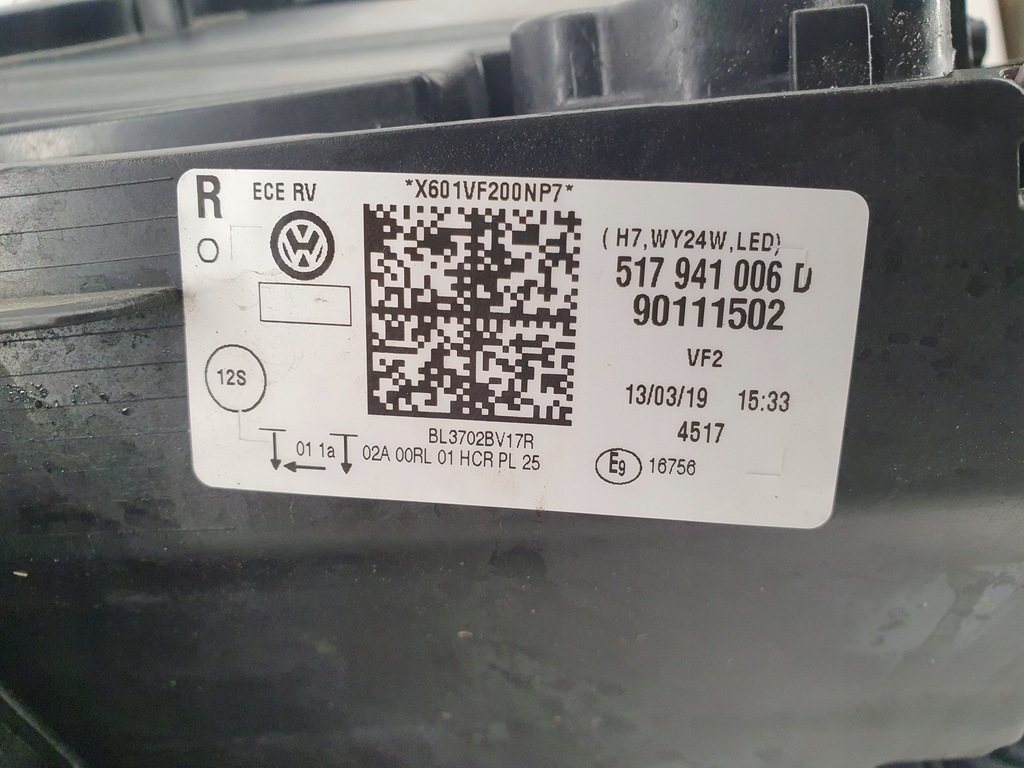 R ECE RV *X601VF200NP7*
(H7,WY24W,LED)
517 941 006 D
90111502
VF2
13/03/19 15:33
4517
12S
BL3702BV17R
01 1a 02A 00RL 01 HCR PL 25
E9 16756